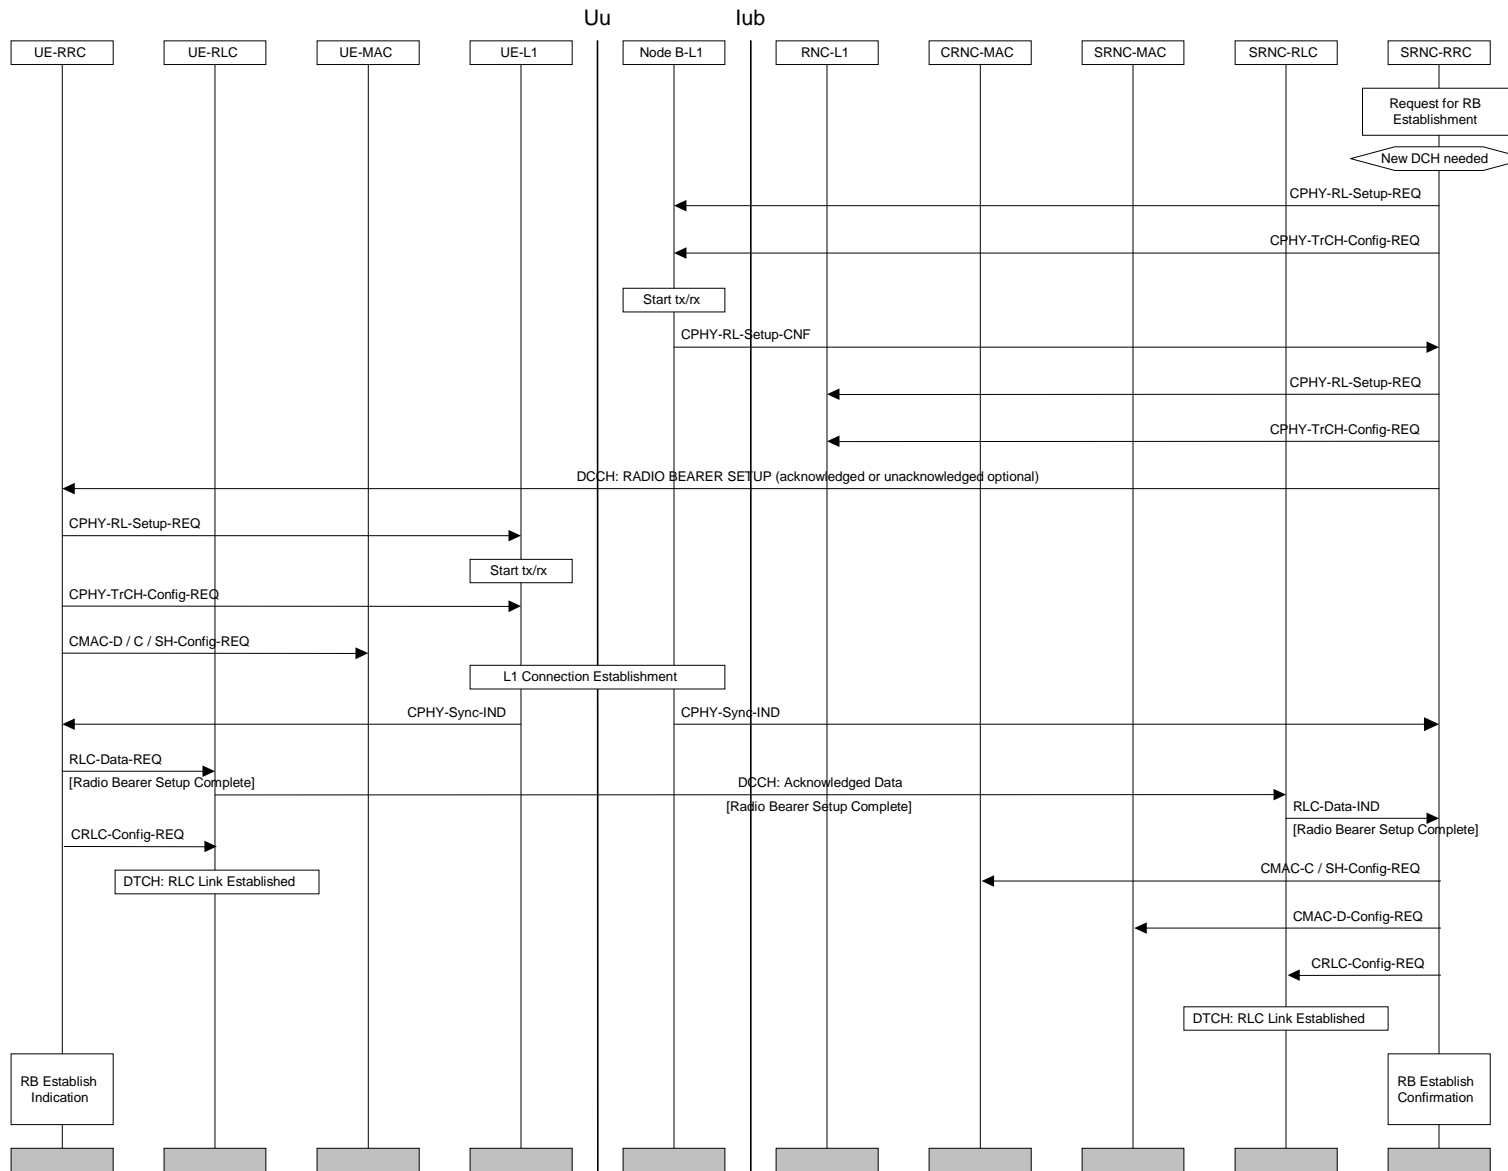 Uu
Iub
UE-RRC
UE-RLC
UE-MAC
UE-L1
Node B-L1
RNC-L1
CRNC-MAC
SRNC-MAC
SRNC-RLC
SRNC-RRC
Request for RB
Establishment
New DCH needed
CPHY-RL-Setup-REQ
CPHY-TrCH-Config-REQ
Start tx/rx
CPHY-RL-Setup-CNF
CPHY-RL-Setup-REQ
CPHY-TrCH-Config-REQ
DCCH: RADIO BEARER SETUP (acknowledged or unacknowledged optional)
CPHY-RL-Setup-REQ
Start tx/rx
CPHY-TrCH-Config-REQ
CMAC-D / C / SH-Config-REQ
L1 Connection Establishment
CPHY-Sync-IND
CPHY-Sync-IND
RLC-Data-REQ
[Radio Bearer Setup Complete]
DCCH: Acknowledged Data
[Radio Bearer Setup Complete]
RLC-Data-IND
[Radio Bearer Setup Complete]
CRLC-Config-REQ
DTCH: RLC Link Established
CMAC-C / SH-Config-REQ
CMAC-D-Config-REQ
CRLC-Config-REQ
DTCH: RLC Link Established
RB Establish
Indication
RB Establish
Confirmation